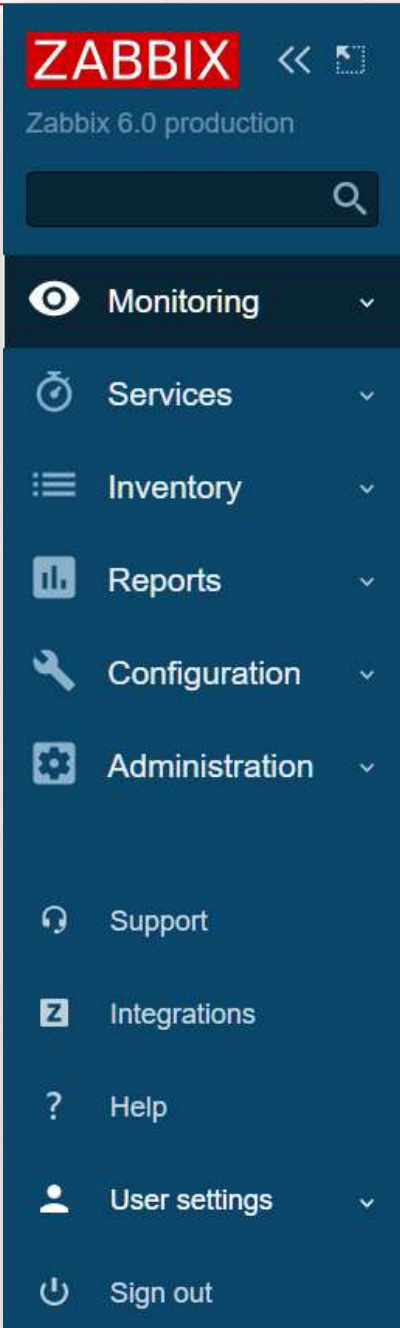 ZABBIX
Zabbix 6.0 production
Monitoring
Services
Inventory
Reports
Configuration
Administration
Support
Z Integrations
? Help
User settings
Sign out